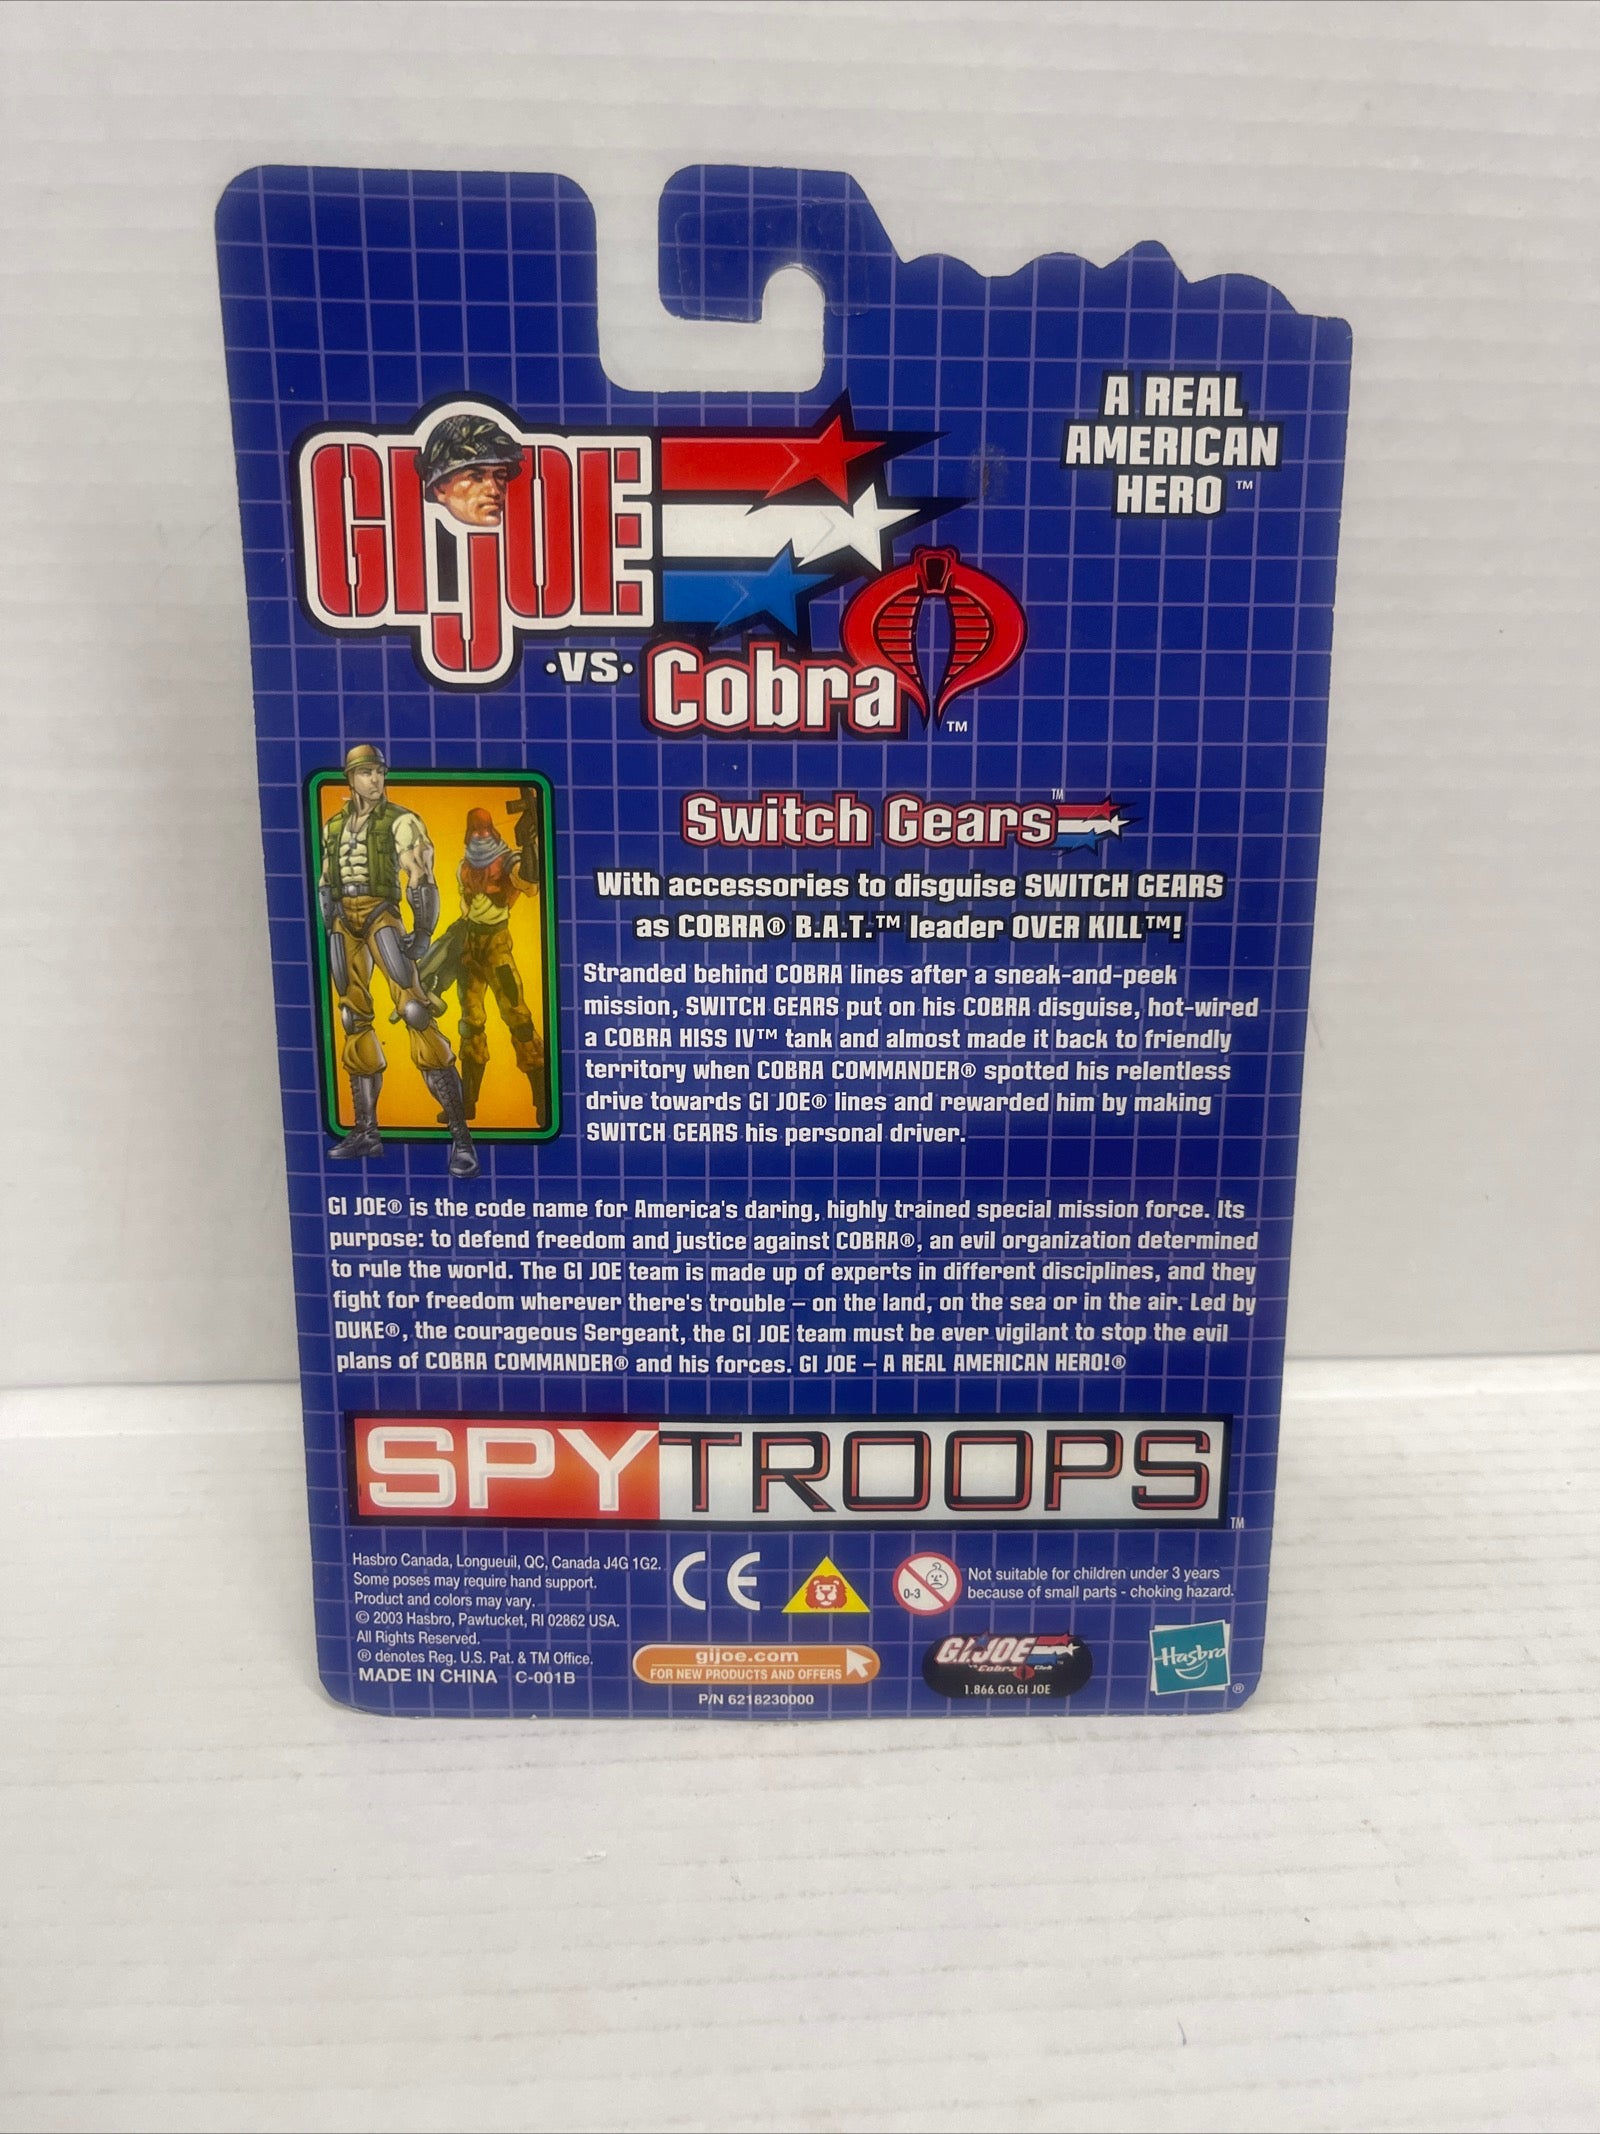 A REAL
AMERICAN
HERO ™
GI JOE
·VS· Cobra ™
Switch Gears™
With accessories to disguise SWITCH GEARS
as COBRA® B.A.T.™ leader OVER KILL™!
Stranded behind COBRA lines after a sneak-and-peek
mission, SWITCH GEARS put on his COBRA disguise, hot-wired
a COBRA HISS IV™ tank and almost made it back to friendly
territory when COBRA COMMANDER® spotted his relentless
drive towards GI JOE® lines and rewarded him by making
SWITCH GEARS his personal driver.
GI JOE® is the code name for America's daring, highly trained special mission force. Its
purpose: to defend freedom and justice against COBRA®, an evil organization determined
to rule the world. The GI JOE team is made up of experts in different disciplines, and they
fight for freedom wherever there's trouble – on the land, on the sea or in the air. Led by
DUKE®, the courageous Sergeant, the GI JOE team must be ever vigilant to stop the evil
plans of COBRA COMMANDER® and his forces. GI JOE – A REAL AMERICAN HERO!®
SPYTROOPS ™
Hasbro Canada, Longueuil, QC, Canada J4G 1G2.
Some poses may require hand support.
Product and colors may vary.
© 2003 Hasbro, Pawtucket, RI 02862 USA.
All Rights Reserved.
® denotes Reg. U.S. Pat. & TM Office.
MADE IN CHINA C-001B
CE
0-3
Not suitable for children under 3 years
because of small parts - choking hazard.
gijoe.com
FOR NEW PRODUCTS AND OFFERS
P/N 6218230000
G.I. JOE
vs Cobra Club
1.866.GO.GI JOE
Hasbro ®